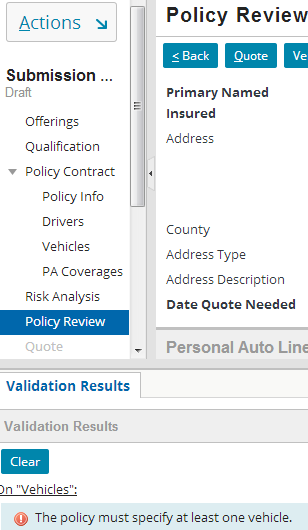 Actions
Submission ...
Draft
Offerings
Qualification
Policy Contract
Policy Info
Drivers
Vehicles
PA Coverages
Risk Analysis
Policy Review
Quote
Policy Review
< Back
Quote
Ve
Primary Named
Insured
Address
County
Address Type
Address Description
Date Quote Needed
Personal Auto Line
Validation Results
Validation Results
Clear
On "Vehicles":
The policy must specify at least one vehicle.